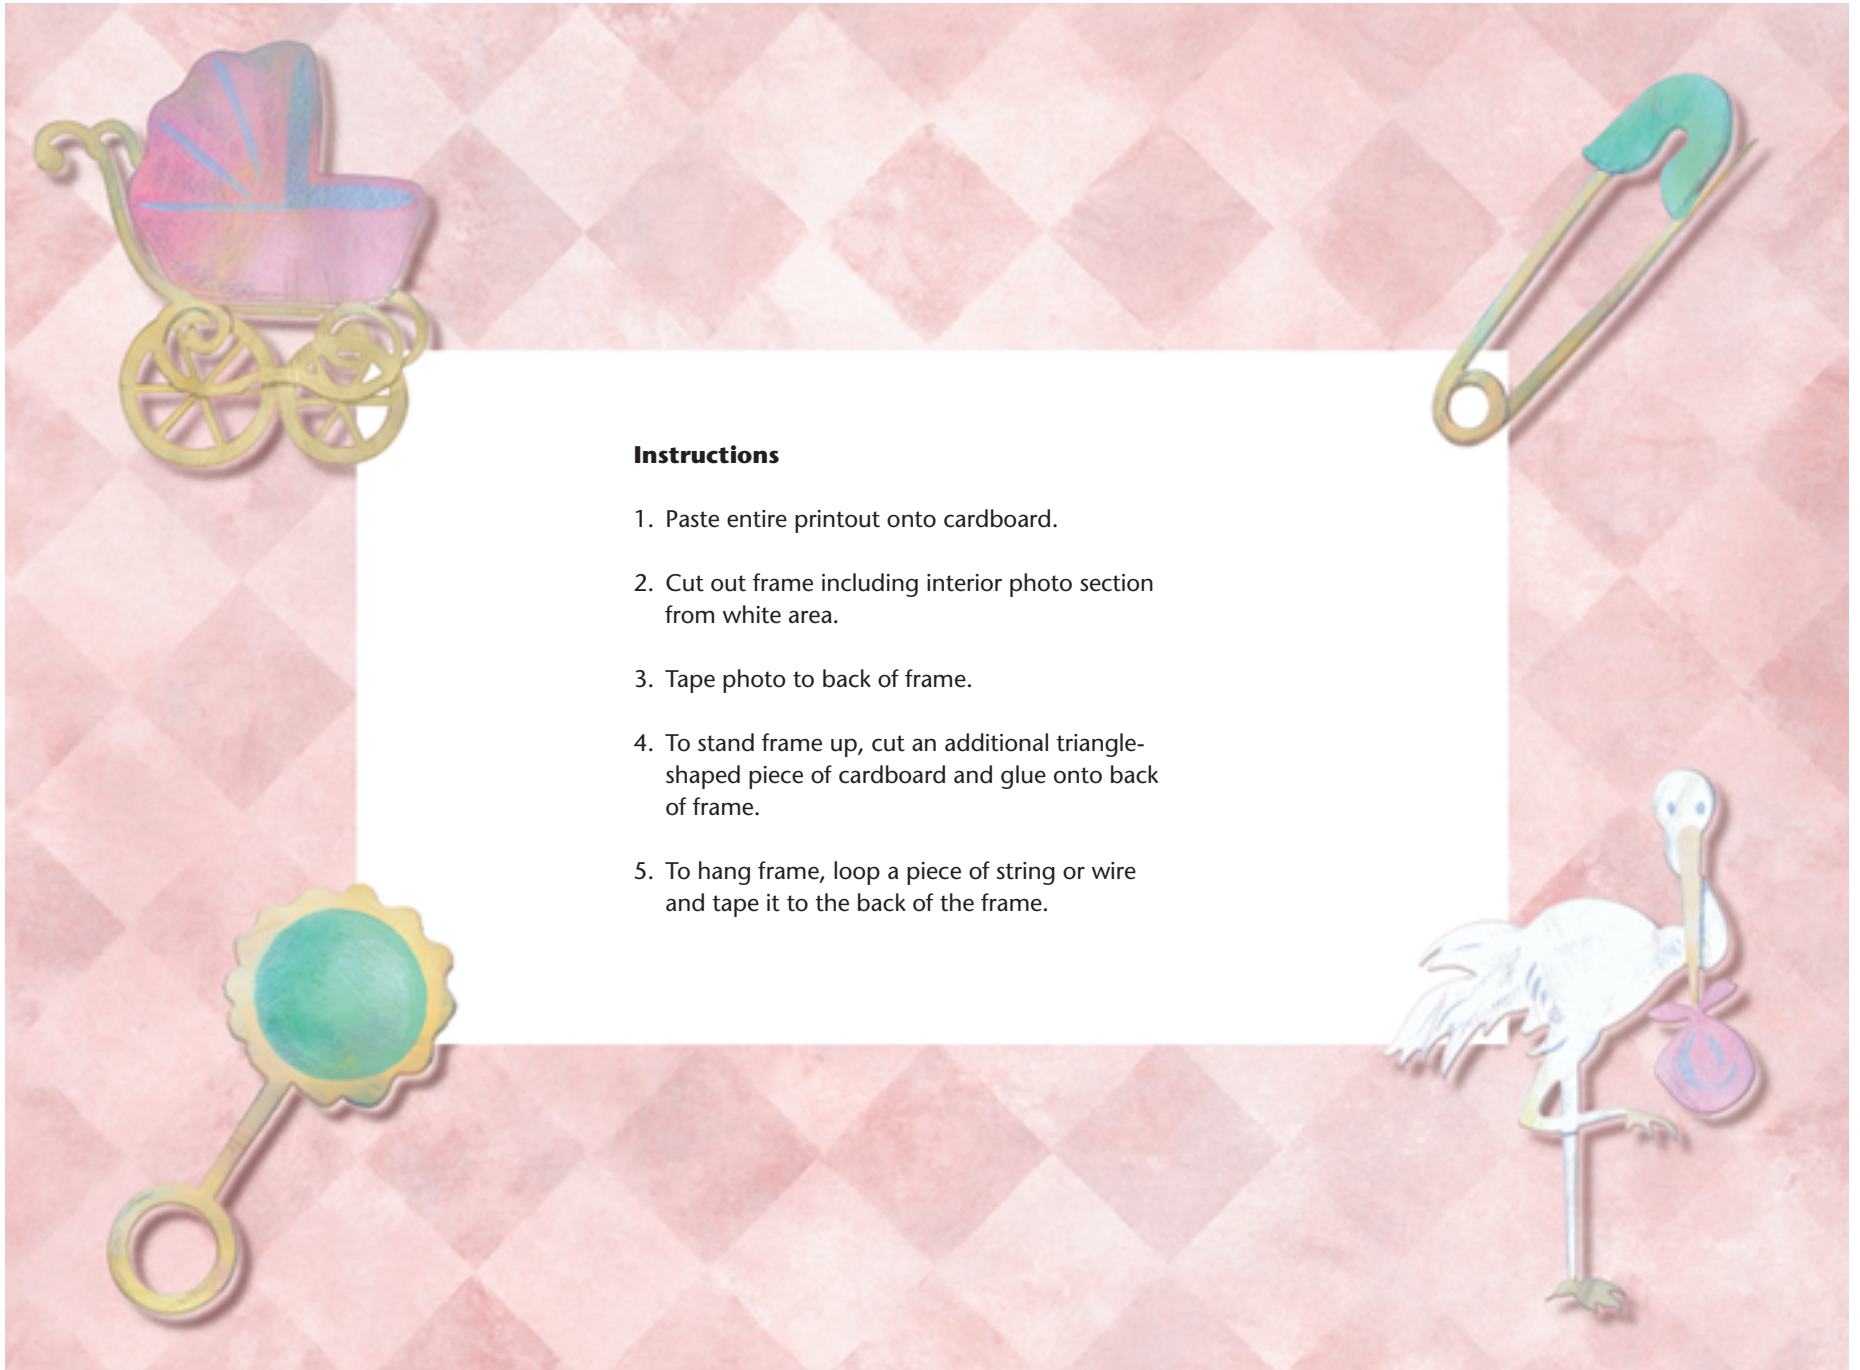 Instructions
1. Paste entire printout onto cardboard.
2. Cut out frame including interior photo section
from white area.
3. Tape photo to back of frame.
4. To stand frame up, cut an additional triangle-
shaped piece of cardboard and glue onto back
of frame.
5. To hang frame, loop a piece of string or wire
and tape it to the back of the frame.